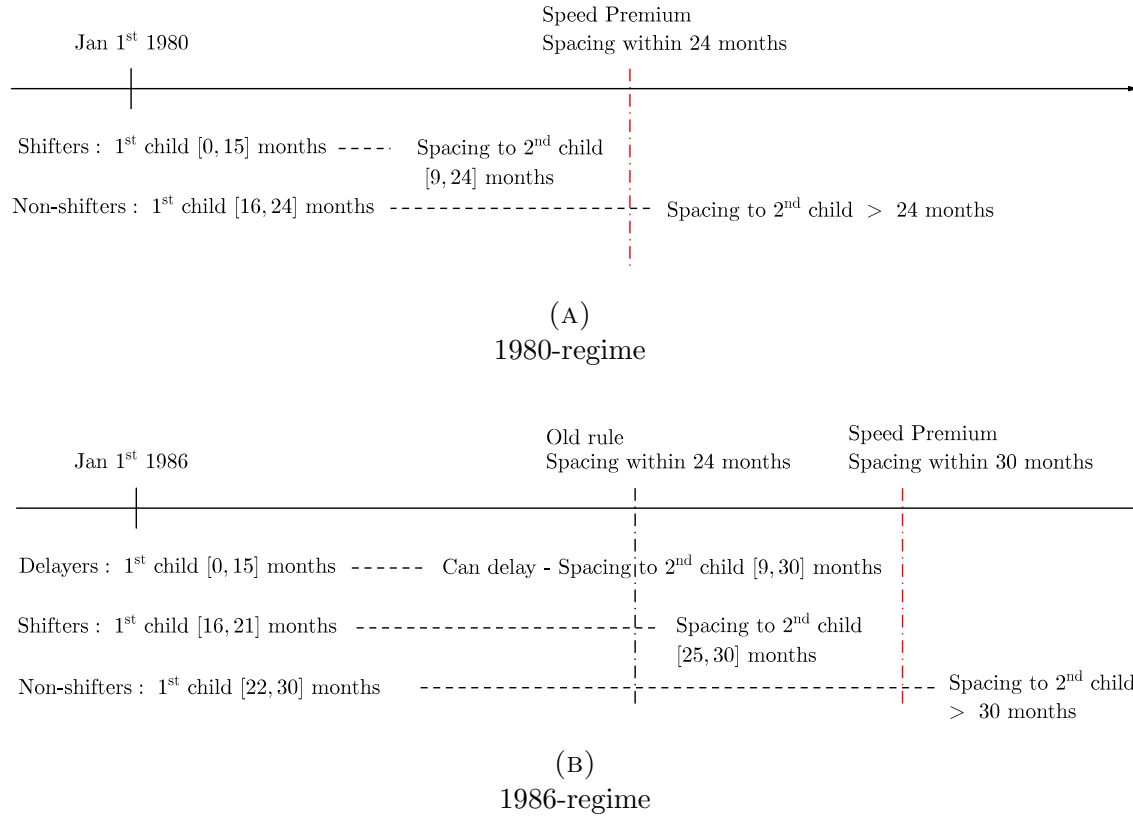 Speed Premium
Jan 1st 1980
Spacing within 24 months
Shifters : 1st child [0, 15] months
Spacing to 2nd child
[9, 24] months
Non-shifters : 1st child [16, 24] months
Spacing to 2nd child > 24 months
(A)
1980-regime
Old rule
Speed Premium
Jan 1st 1986
Spacing within 24 months
Spacing within 30 months
Delayers : 1st child [0, 15] months
Can delay - Spacing to 2nd child [9, 30] months
Shifters : 1st child [16, 21] months
Spacing to 2nd child
[25, 30] months
Non-shifters : 1st child [22, 30] months
Spacing to 2nd child
> 30 months
(B)
1986-regime